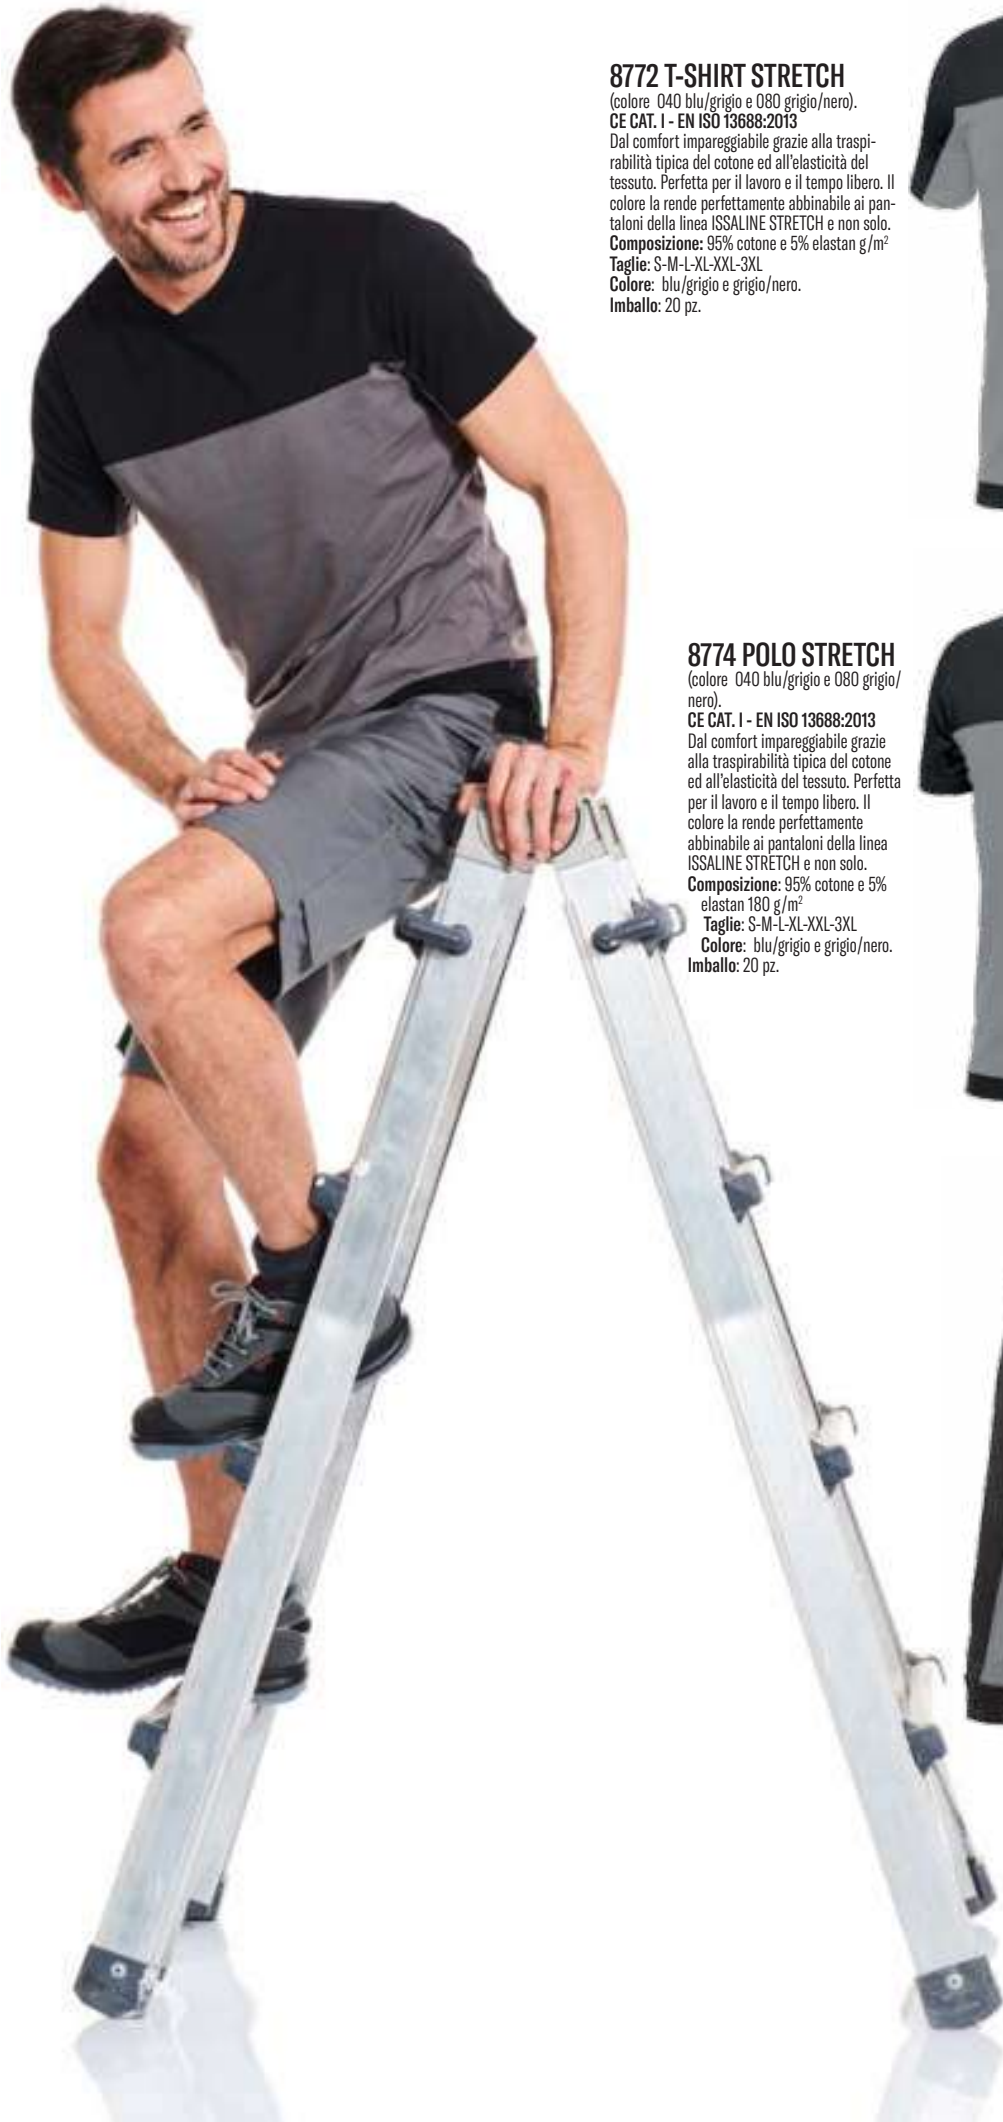 8772 T-SHIRT STRETCH
(colore 040 blu/grigio e 080 grigio/nero).
CE CAT. I - EN ISO 13688:2013
Dal comfort impareggiabile grazie alla traspi-
rabilità tipica del cotone ed all'elasticità del
tessuto. Perfetta per il lavoro e il tempo libero. Il
colore la rende perfettamente abbinabile ai pan-
taloni della linea ISSALINE STRETCH e non solo.
Composizione: 95% cotone e 5% elastan g/m²
Taglie: S-M-L-XL-XXL-3XL
Colore: blu/grigio e grigio/nero.
Imballo: 20 pz.
8774 POLO STRETCH
(colore 040 blu/grigio e 080 grigio/
nero).
CE CAT. I - EN ISO 13688:2013
Dal comfort impareggiabile grazie
alla traspirabilità tipica del cotone
ed all'elasticità del tessuto. Perfetta
per il lavoro e il tempo libero. Il
colore la rende perfettamente
abbinabile ai pantaloni della linea
ISSALINE STRETCH e non solo.
Composizione: 95% cotone e 5%
elastan 180 g/m²
Taglie: S-M-L-XL-XXL-3XL
Colore: blu/grigio e grigio/nero.
Imballo: 20 pz.